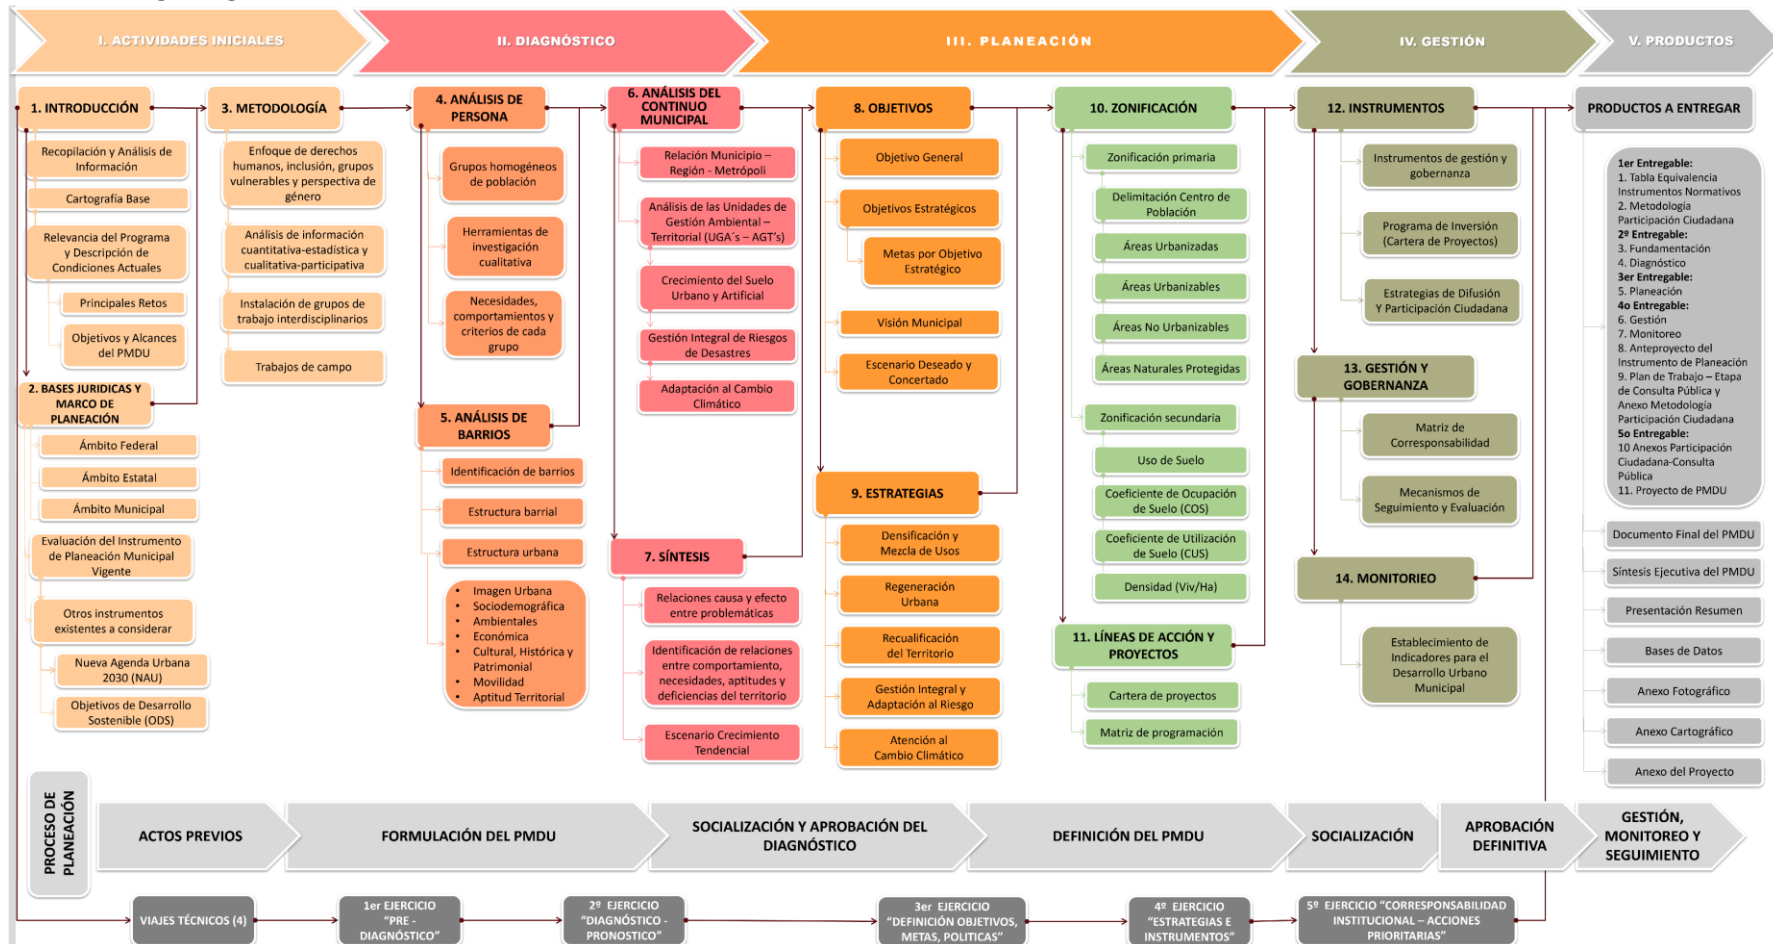 I. ACTIVIDADES INICIALES
II. DIAGNÓSTICO
III. PLANEACIÓN
IV. GESTIÓN
V. PRODUCTOS
1. INTRODUCCIÓN
Recopilación y Análisis de
Información
Cartografía Base
Relevancia del Programa
y Descripción de
Condiciones Actuales
Principales Retos
Objetivos y Alcances
del PMDU
2. BASES JURIDICAS Y
MARCO DE
PLANEACIÓN
Ámbito Federal
Ámbito Estatal
Ámbito Municipal
Evaluación del Instrumento
de Planeación Municipal
Vigente
Otros instrumentos
existentes a considerar
Nueva Agenda Urbana
2030 (NAU)
Objetivos de Desarrollo
Sostenible (ODS)
3. METODOLOGÍA
Enfoque de derechos
humanos, inclusión, grupos
vulnerables y perspectiva de
género
Análisis de información
cuantitativa-estadística y
cualitativa-participativa
Instalación de grupos de
trabajo interdisciplinarios
Trabajos de campo
4. ANÁLISIS DE
PERSONA
Grupos homogéneos
de población
Herramientas de
investigación
cualitativa
Necesidades,
comportamientos y
criterios de cada
grupo
5. ANÁLISIS DE
BARRIOS
Identificación de barrios
Estructura barrial
Estructura urbana
• Imagen Urbana
• Sociodemográfica
• Ambientales
• Económica
• Cultural, Histórica y
Patrimonial
• Movilidad
• Aptitud Territorial
6. ANÁLISIS DEL
CONTINUO
MUNICIPAL
Relación Municipio –
Región - Metrópoli
Análisis de las Unidades de
Gestión Ambiental –
Territorial (UGA´s – AGT's)
Crecimiento del Suelo
Urbano y Artificial
Gestión Integral de Riesgos
de Desastres
Adaptación al Cambio
Climático
7. SÍNTESIS
Relaciones causa y efecto
entre problemáticas
Identificación de relaciones
entre comportamiento,
necesidades, aptitudes y
deficiencias del territorio
Escenario Crecimiento
Tendencial
8. OBJETIVOS
Objetivo General
Objetivos Estratégicos
Metas por Objetivo
Estratégico
Visión Municipal
Escenario Deseado y
Concertado
9. ESTRATEGIAS
Densificación y
Mezcla de Usos
Regeneración
Urbana
Recualificación
del Territorio
Gestión Integral y
Adaptación al Riesgo
Atención al
Cambio Climático
10. ZONIFICACIÓN
Zonificación primaria
Delimitación Centro de
Población
Áreas Urbanizadas
Áreas Urbanizables
Áreas No Urbanizables
Áreas Naturales Protegidas
Zonificación secundaria
Uso de Suelo
Coeficiente de Ocupación
de Suelo (COS)
Coeficiente de Utilización
de Suelo (CUS)
Densidad (Viv/Ha)
11. LÍNEAS DE ACCIÓN Y
PROYECTOS
Cartera de proyectos
Matriz de programación
12. INSTRUMENTOS
Instrumentos de gestión y
gobernanza
Programa de Inversión
(Cartera de Proyectos)
Estrategias de Difusión
Y Participación Ciudadana
13. GESTIÓN Y
GOBERNANZA
Matriz de
Corresponsabilidad
Mecanismos de
Seguimiento y Evaluación
14. MONITORIEO
Establecimiento de
Indicadores para el
Desarrollo Urbano
Municipal
PRODUCTOS A ENTREGAR
1er Entregable:
1. Tabla Equivalencia
Instrumentos Normativos
2. Metodología
Participación Ciudadana
2º Entregable:
3. Fundamentación
4. Diagnóstico
3er Entregable:
5. Planeación
4o Entregable:
6. Gestión
7. Monitoreo
8. Anteproyecto del
Instrumento de Planeación
9. Plan de Trabajo – Etapa
de Consulta Pública y
Anexo Metodología
Participación Ciudadana
5o Entregable:
10 Anexos Participación
Ciudadana-Consulta
Pública
11. Proyecto de PMDU
Documento Final del PMDU
Síntesis Ejecutiva del PMDU
Presentación Resumen
Bases de Datos
Anexo Fotográfico
Anexo Cartográfico
Anexo del Proyecto
PROCESO DE
PLANEACIÓN
ACTOS PREVIOS
FORMULACIÓN DEL PMDU
SOCIALIZACIÓN Y APROBACIÓN DEL
DIAGNÓSTICO
DEFINICIÓN DEL PMDU
SOCIALIZACIÓN
APROBACIÓN
DEFINITIVA
GESTIÓN,
MONITOREO Y
SEGUIMIENTO
VIAJES TÉCNICOS (4)
1er EJERCICIO
"PRE -
DIAGNÓSTICO"
2º EJERCICIO
"DIAGNÓSTICO -
PRONOSTICO"
3er EJERCICIO
"DEFINICIÓN OBJETIVOS,
METAS, POLITICAS"
4º EJERCICIO
"ESTRATEGIAS E
INSTRUMENTOS"
5º EJERCICIO "CORRESPONSABILIDAD
INSTITUCIONAL – ACCIONES
PRIORITARIAS"